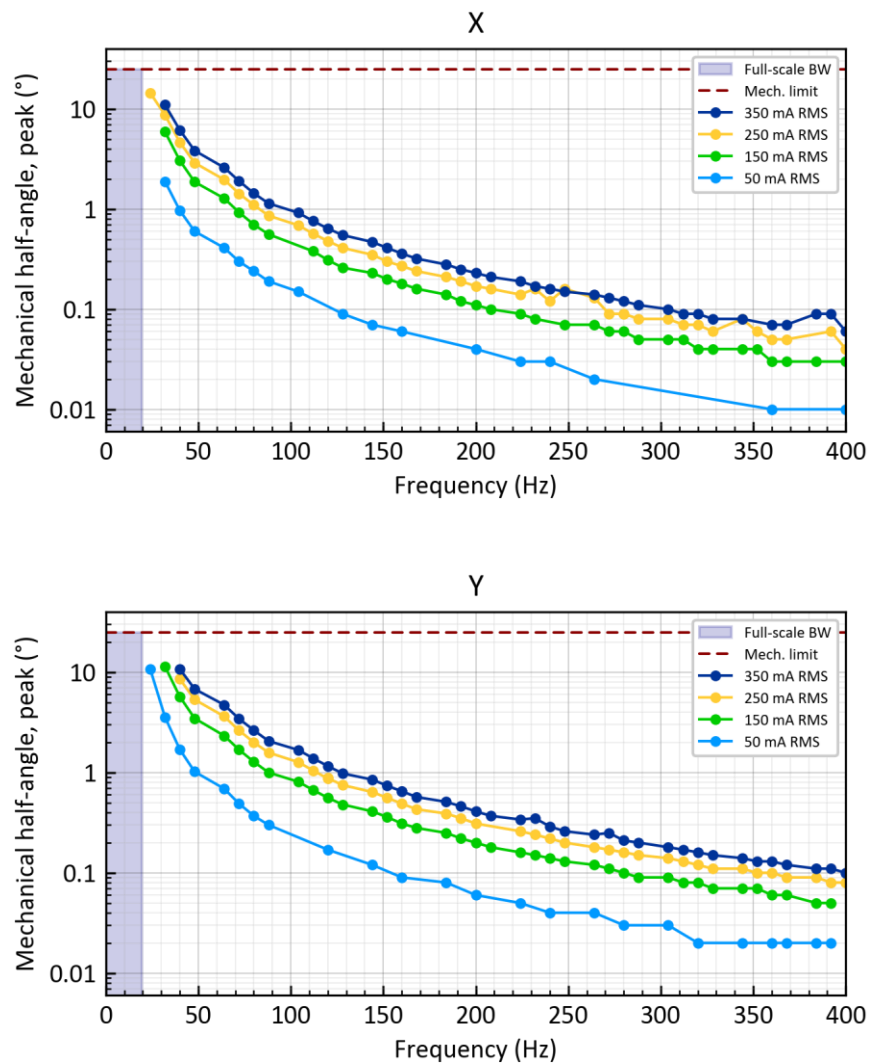 X
Mechanical half-angle, peak (°)
10
1
0.1
0.01
0
50
100
150
200
250
300
350
400
Frequency (Hz)
Full-scale BW
Mech. limit
350 mA RMS
250 mA RMS
150 mA RMS
50 mA RMS
Y
Mechanical half-angle, peak (°)
10
1
0.1
0.01
0
50
100
150
200
250
300
350
400
Frequency (Hz)
Full-scale BW
Mech. limit
350 mA RMS
250 mA RMS
150 mA RMS
50 mA RMS